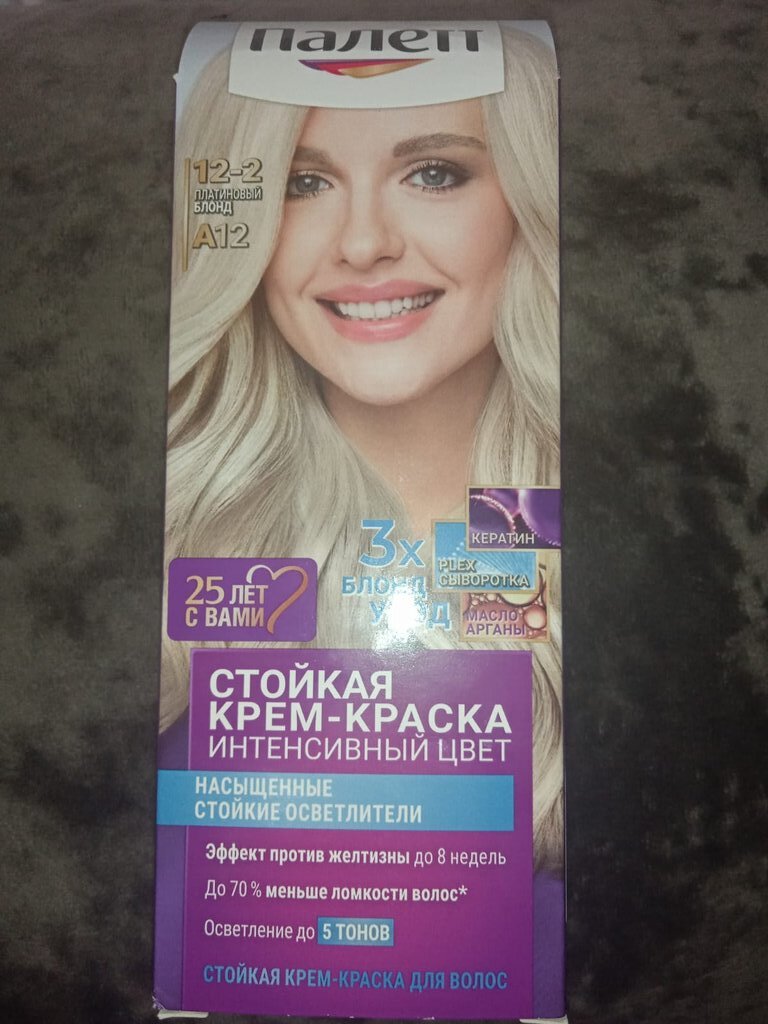 Палетт
12-2
ПЛАТИНОВЫЙ
БЛОНД
A12
КЕРАТИН
3х
БЛОНД
УХОД
PLEX
СЫВОРОТКА
МАСЛО
АРГАНЫ
25 ЛЕТ
С ВАМИ
СТОЙКАЯ
КРЕМ-КРАСКА
ИНТЕНСИВНЫЙ ЦВЕТ
НАСЫЩЕННЫЕ
СТОЙКИЕ ОСВЕТЛИТЕЛИ
Эффект против желтизны до 8 недель
До 70 % меньше ломкости волос*
Осветление до 5 ТОНОВ
СТОЙКАЯ КРЕМ-КРАСКА ДЛЯ ВОЛОС